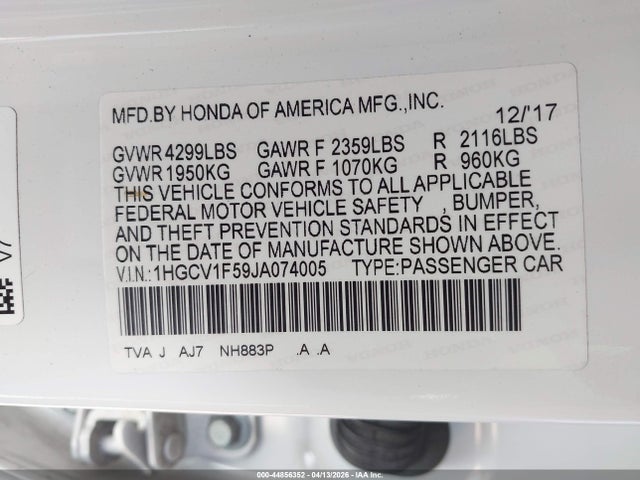 MFD.BY HONDA OF AMERICA MFG.,INC. 12/'17
GVWR 4299LBS GAWR F 2359LBS R 2116LBS
GVWR 1950KG GAWR F 1070KG R 960KG
THIS VEHICLE CONFORMS TO ALL APPLICABLE
FEDERAL MOTOR VEHICLE SAFETY , BUMPER,
AND THEFT PREVENTION STANDARDS IN EFFECT
ON THE DATE OF MANUFACTURE SHOWN ABOVE.
V.I.N.:1HGCV1F59JA074005 TYPE:PASSENGER CAR
TVA J AJ7 NH883P .A .A
V7
000-44856352 | 04/13/2026 | IAA Inc.